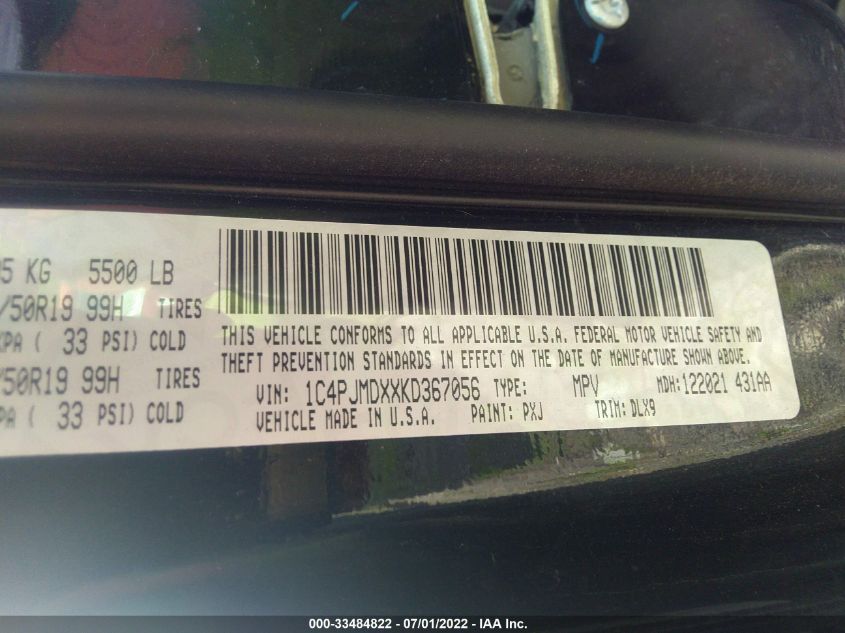 05 KG 5500 LB
/50R19 99H TIRES
KPA ( 33 PSI) COLD
/50R19 99H TIRES
PA ( 33 PSI) COLD
THIS VEHICLE CONFORMS TO ALL APPLICABLE U.S.A. FEDERAL MOTOR VEHICLE SAFETY AND
THEFT PREVENTION STANDARDS IN EFFECT ON THE DATE OF MANUFACTURE SHOWN ABOVE.
VIN: 1C4PJMDXXKD367056 TYPE: MPV MDH:122021 431AA
VEHICLE MADE IN U.S.A. PAINT: PXJ TRIM: DLX9
000-33484822 - 07/01/2022 - IAA Inc.